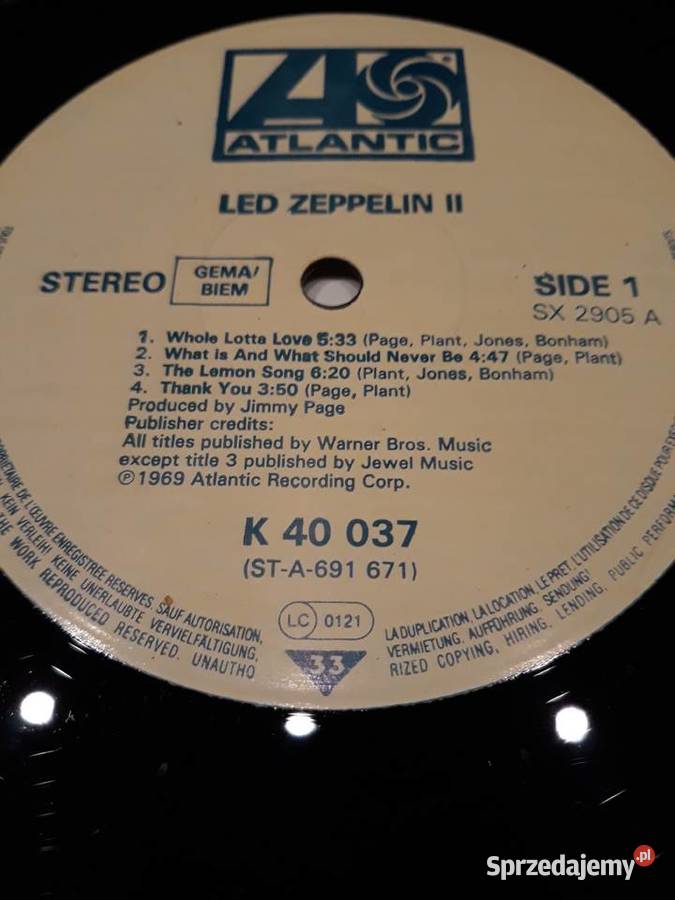 ATLANTIC
LED ZEPPELIN II
STEREO
GEMA/
BIEM
SIDE 1
SX 2905 A
1. Whole Lotta Love 5:33 (Page, Plant, Jones, Bonham)
2. What is And What Should Never Be 4:47 (Page, Plant)
3. The Lemon Song 6:20 (Plant, Jones, Bonham)
4. Thank You 3:50 (Page, Plant)
Produced by Jimmy Page
Publisher credits:
All titles published by Warner Bros. Music
except title 3 published by Jewel Music
℗ 1969 Atlantic Recording Corp.
K 40 037
(ST-A-691 671)
LC 0121
33
DE L'ŒUVRE ENREGISTREE RESERVES. SAUF AUTORISATION, LA DUPLICATION, LA LOCATION, LE PRET, L'UTILISATION DE CE DISQUE POUR
KEIN VERLEIH! KEINE UNERLAUBTE VERVIELFÄLTIGUNG, VERMIETUNG, AUFFÜHRUNG, SENDUNG!
THE WORK REPRODUCED RESERVED. UNAUTHORIZED COPYING, HIRING, LENDING, PUBLIC
Sprzedajemy.pl